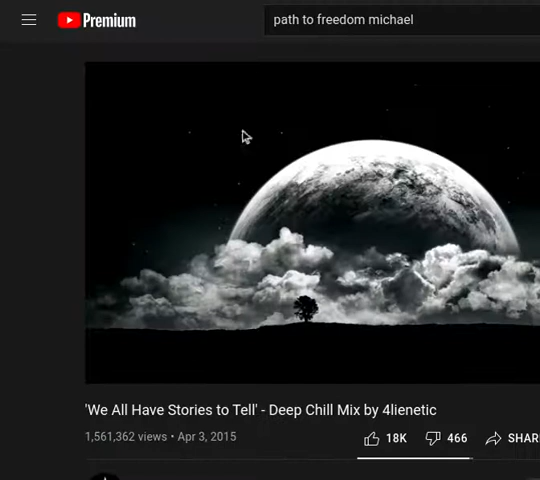 Premium
path to freedom michael
'We All Have Stories to Tell' - Deep Chill Mix by 4lienetic
1,561,362 views • Apr 3, 2015
18K
466
SHAR